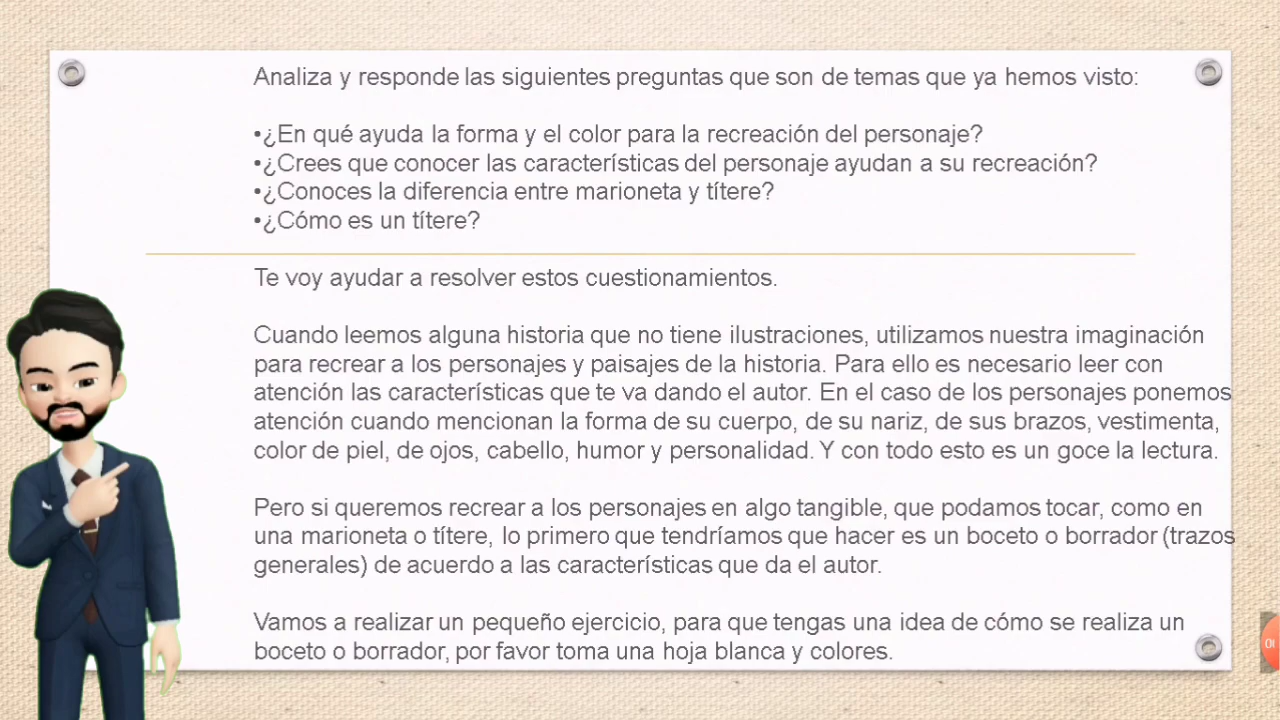 Analiza y responde las siguientes preguntas que son de temas que ya hemos visto:
•¿En qué ayuda la forma y el color para la recreación del personaje?
•¿Crees que conocer las características del personaje ayudan a su recreación?
•¿Conoces la diferencia entre marioneta y títere?
•¿Cómo es un títere?
Te voy ayudar a resolver estos cuestionamientos.
Cuando leemos alguna historia que no tiene ilustraciones, utilizamos nuestra imaginación
para recrear a los personajes y paisajes de la historia. Para ello es necesario leer con
atención las características que te va dando el autor. En el caso de los personajes ponemos
atención cuando mencionan la forma de su cuerpo, de su nariz, de sus brazos, vestimenta,
color de piel, de ojos, cabello, humor y personalidad. Y con todo esto es un goce la lectura.
Pero si queremos recrear a los personajes en algo tangible, que podamos tocar, como en
una marioneta o títere, lo primero que tendríamos que hacer es un boceto o borrador (trazos
generales) de acuerdo a las características que da el autor.
Vamos a realizar un pequeño ejercicio, para que tengas una idea de cómo se realiza un
boceto o borrador, por favor toma una hoja blanca y colores.